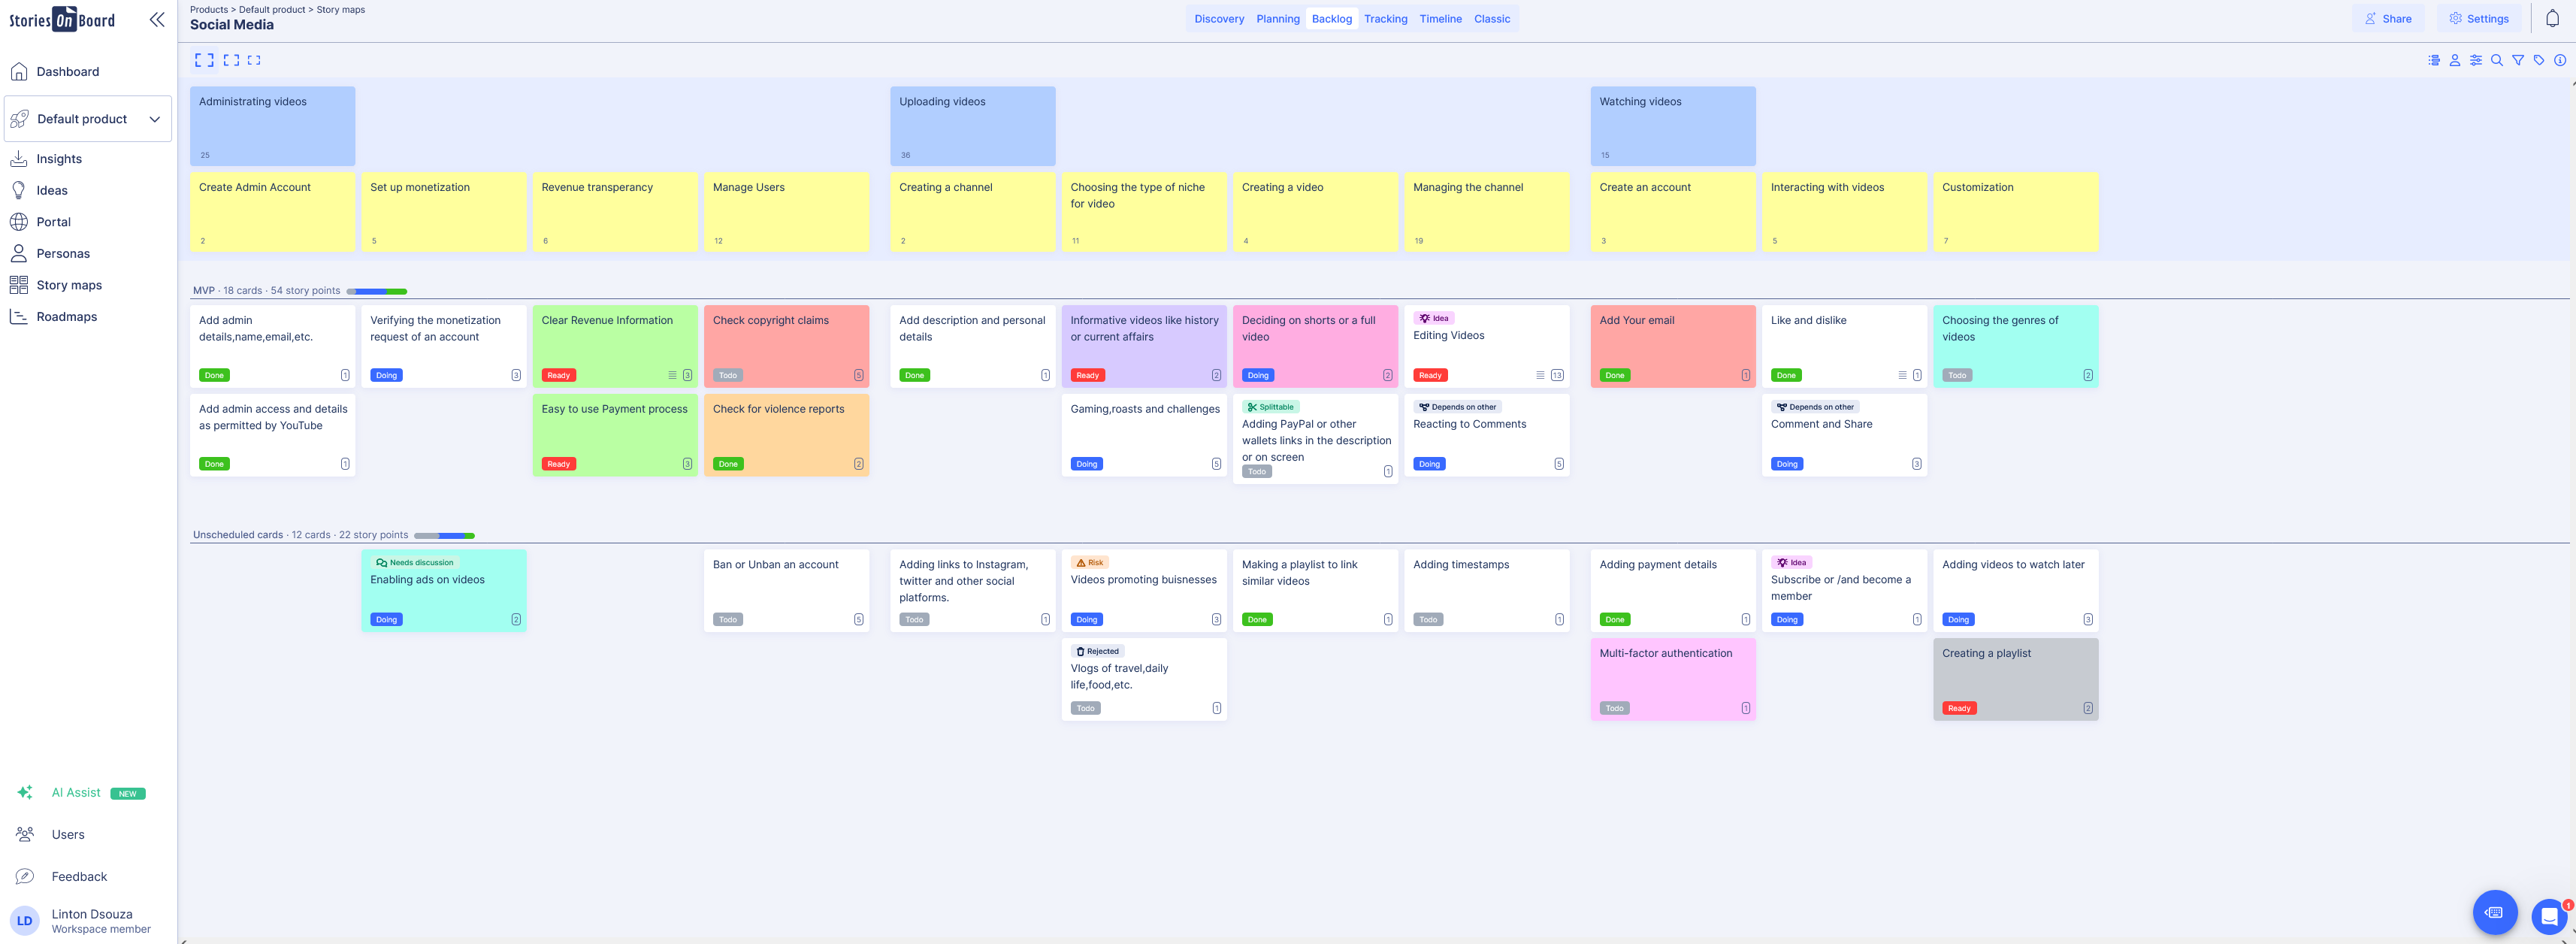 StoriesOnBoard
Products > Default product > Story maps
Social Media
Discovery Planning Backlog Tracking Timeline Classic
Share
Settings
Dashboard
Default product
Insights
Ideas
Portal
Personas
Story maps
Roadmaps
AI Assist NEW
Users
Feedback
LD
Linton Dsouza
Workspace member
Administrating videos
25
Uploading videos
36
Watching videos
15
Create Admin Account
2
Set up monetization
5
Revenue transperancy
6
Manage Users
12
Creating a channel
2
Choosing the type of niche
for video
11
Creating a video
4
Managing the channel
19
Create an account
3
Interacting with videos
5
Customization
7
MVP · 18 cards · 54 story points
Add admin
details,name,email,etc.
Done 1
Verifying the monetization
request of an account
Doing 3
Clear Revenue Information
Ready 3
Check copyright claims
Todo 5
Add description and personal
details
Done 1
Informative videos like history
or current affairs
Ready 2
Deciding on shorts or a full
video
Doing 2
Idea
Editing Videos
Ready 13
Add Your email
Done 1
Like and dislike
Done 1
Choosing the genres of
videos
Todo 2
Add admin access and details
as permitted by YouTube
Done 1
Easy to use Payment process
Ready 3
Check for violence reports
Done 2
Gaming,roasts and challenges
Doing 5
Splittable
Adding PayPal or other
wallets links in the description
or on screen
Todo 1
Depends on other
Reacting to Comments
Doing 5
Depends on other
Comment and Share
Doing 3
Unscheduled cards · 12 cards · 22 story points
Needs discussion
Enabling ads on videos
Doing 2
Ban or Unban an account
Todo 5
Adding links to Instagram,
twitter and other social
platforms.
Todo 1
Risk
Videos promoting buisnesses
Doing 3
Making a playlist to link
similar videos
Done 1
Adding timestamps
Todo 1
Adding payment details
Done 1
Idea
Subscribe or /and become a
member
Doing 1
Adding videos to watch later
Doing 3
Rejected
Vlogs of travel,daily
life,food,etc.
Todo 1
Multi-factor authentication
Todo 1
Creating a playlist
Ready 2
1